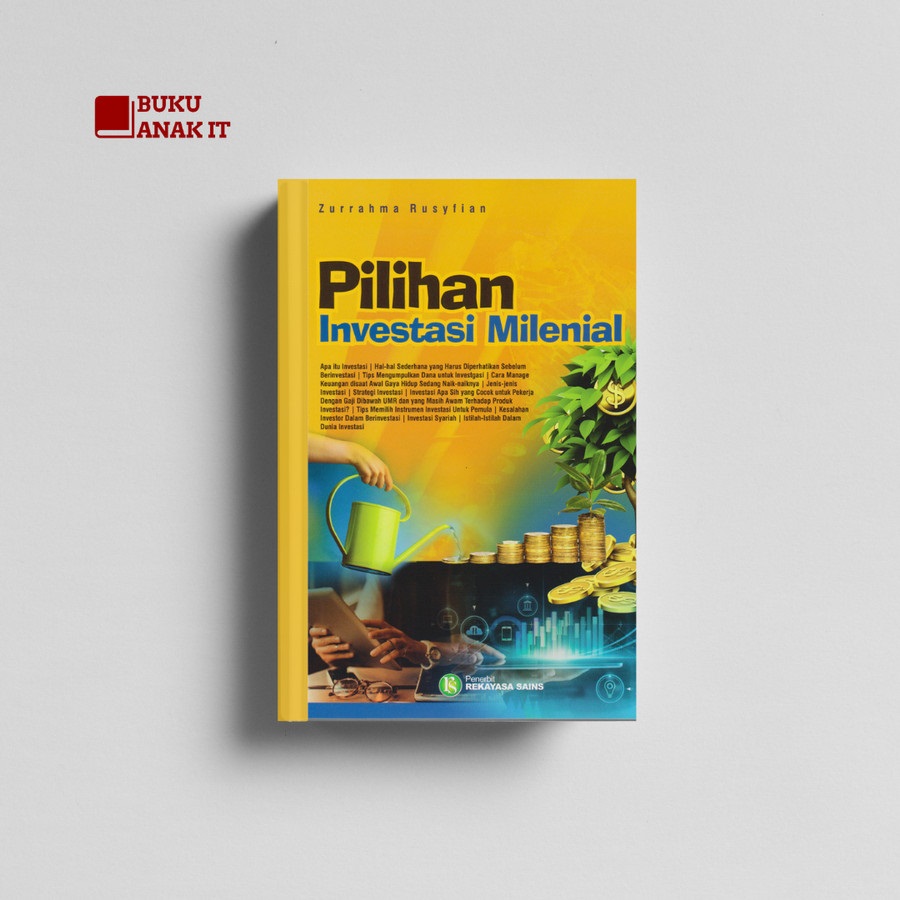 BUKU
ANAK IT
Zurrahma Rusyfian
Pilihan
Investasi Milenial
Apa itu Investasi | Hal-hal Sederhana yang Harus Diperhatikan Sebelum
Berinvestasi | Tips Mengumpulkan Dana untuk Investgasi | Cara Manage
Keuangan disaat Awal Gaya Hidup Sedang Naik-naiknya | Jenis-jenis
Investasi | Strategi Investasi | Investasi Apa Sih yang Cocok untuk Pekerja
Dengan Gaji Dibawah UMR dan yang Masih Awam Terhadap Produk
Investasi? | Tips Memilih Instrumen Investasi Untuk Pemula | Kesalahan
Investor Dalam Berinvestasi | Investasi Syariah | Istilah-Istilah Dalam
Dunia Investasi
Penerbit
REKAYASA SAINS